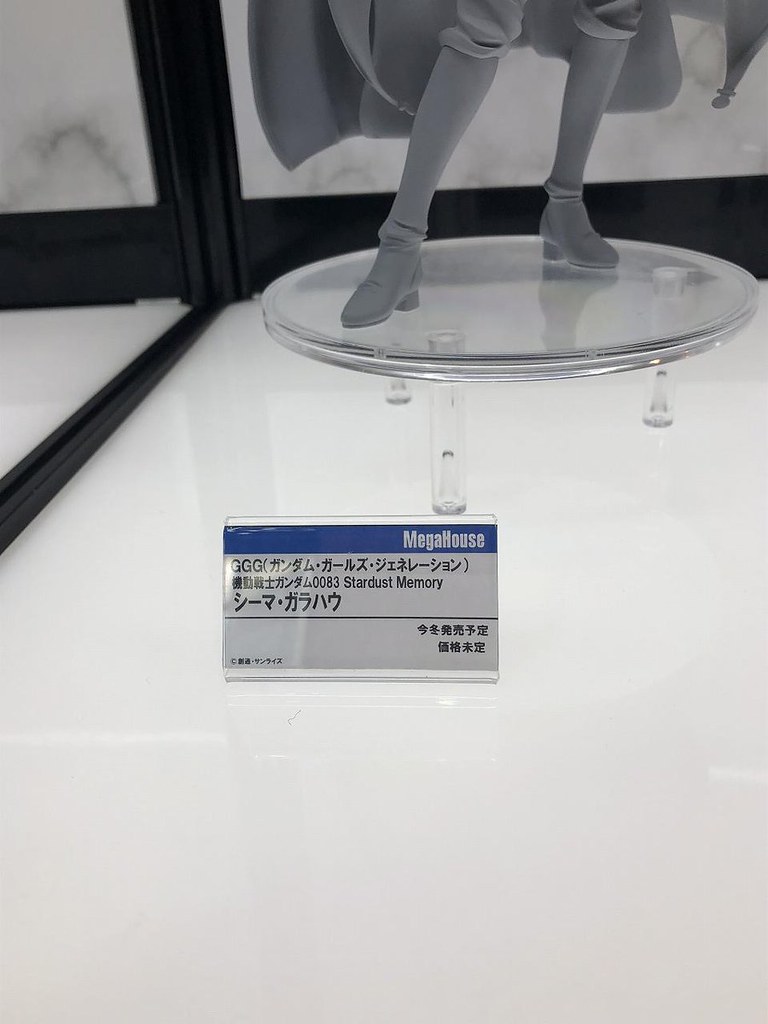 MegaHouse
GGG(ガンダム・ガールズ・ジェネレーション)
機動戦士ガンダム0083 Stardust Memory
シーマ・ガラハウ
今冬発売予定
価格未定
©創通・サンライズ